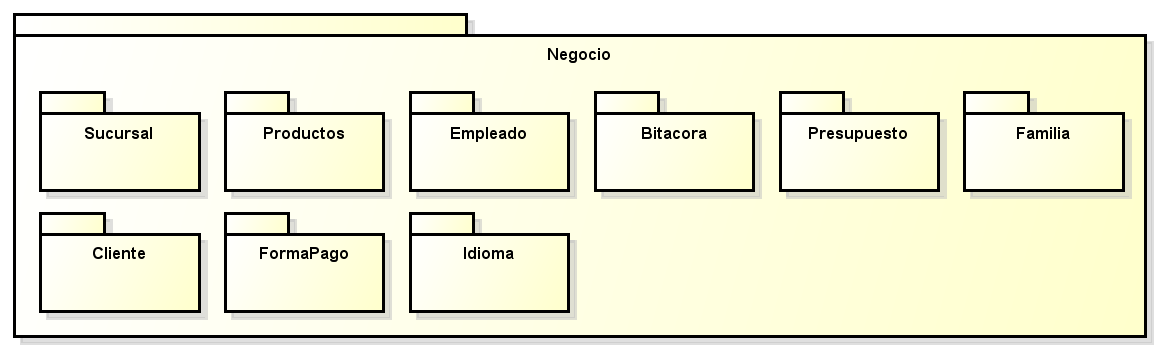 Negocio
Sucursal
Productos
Empleado
Bitacora
Presupuesto
Familia
Cliente
FormaPago
Idioma